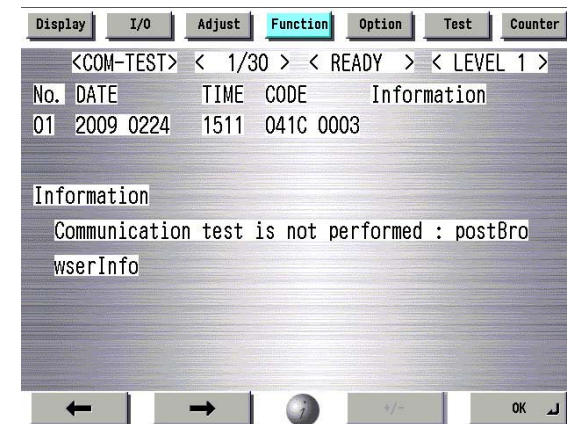 Display I/O Adjust Function Option Test Counter
<COM-TEST> < 1/30 > < READY > < LEVEL 1 >
No. DATE TIME CODE Information
01 2009 0224 1511 041C 0003
Information
Communication test is not performed : postBro
wserInfo
+/- OK